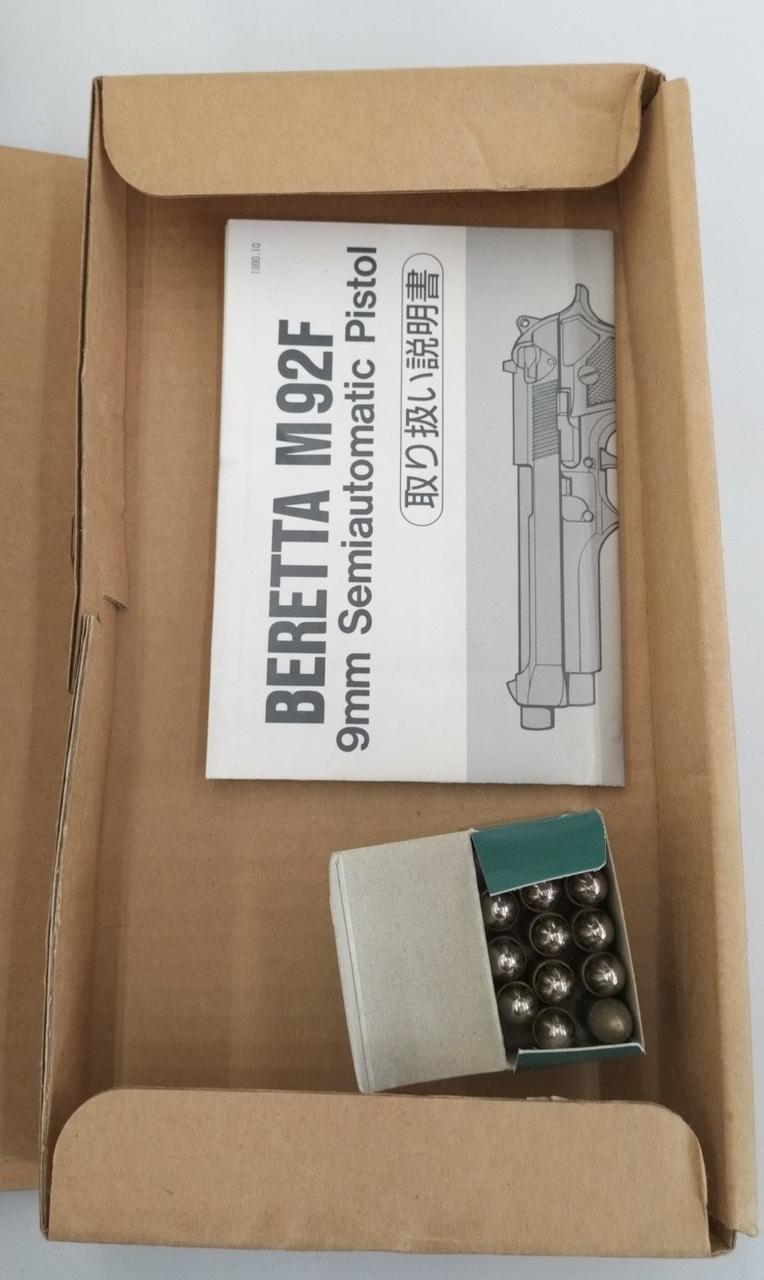 1990.10
BERETTA M92F
9mm Semiautomatic Pistol
取り扱い説明書